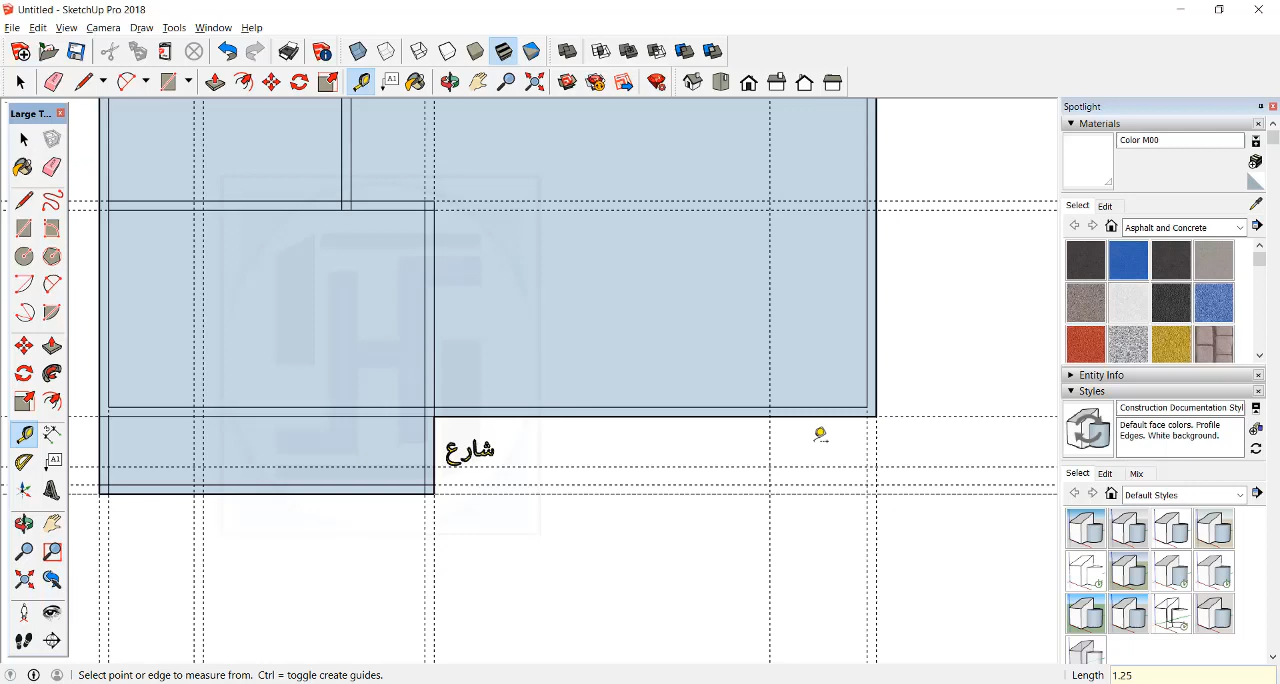 Untitled - SketchUp Pro 2018
File Edit View Camera Draw Tools Window Help
A1
Large T...
A1
شارع
Spotlight
Materials
Color M00
Select Edit
Asphalt and Concrete
Entity Info
Styles
Construction Documentation Styl
Default face colors. Profile
Edges. White background.
Select Edit Mix
Default Styles
Select point or edge to measure from. Ctrl = toggle create guides.
Length 1.25